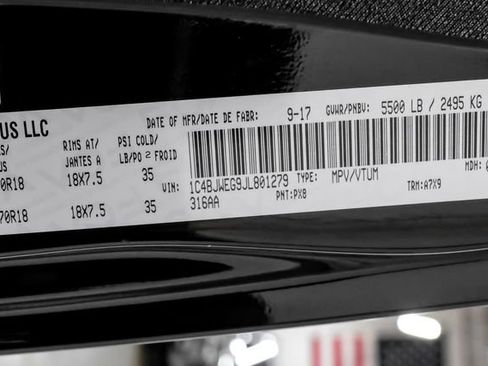 US LLC
DATE OF MFR/DATE DE FABR: 9-17 GVWR/PNBV: 5500 LB / 2495 KG
RIMS AT/ PSI COLD/
JANTES A LB/PO² FROID
0R18 18X7.5 35
VIN: 1C4BJWEG9JL801279 TYPE: MPV/VTUM MDH:
316AA PNT: PX8 TRM: A7X9
70R18 18X7.5 35